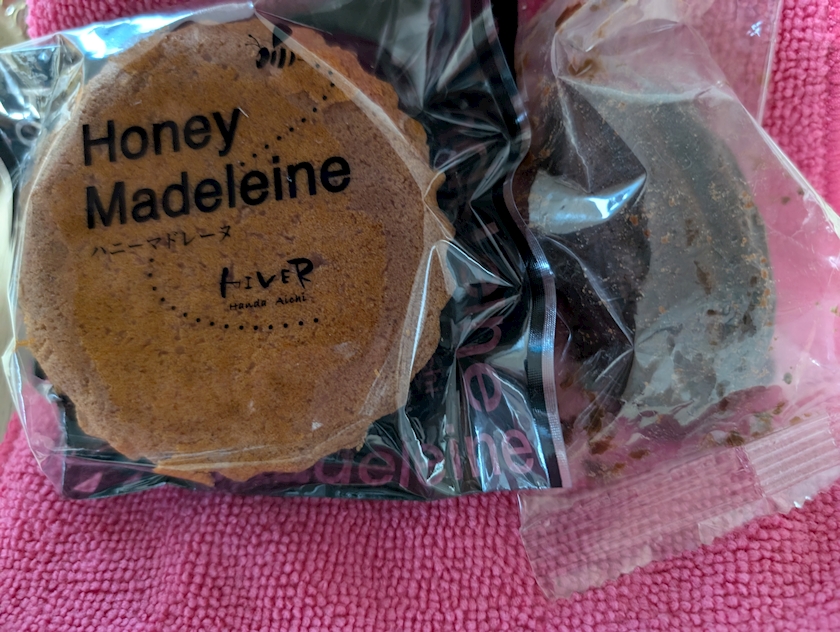 Honey
Madeleine
ハニーマドレーヌ
HIVER
Handa Aichi
Madeleine